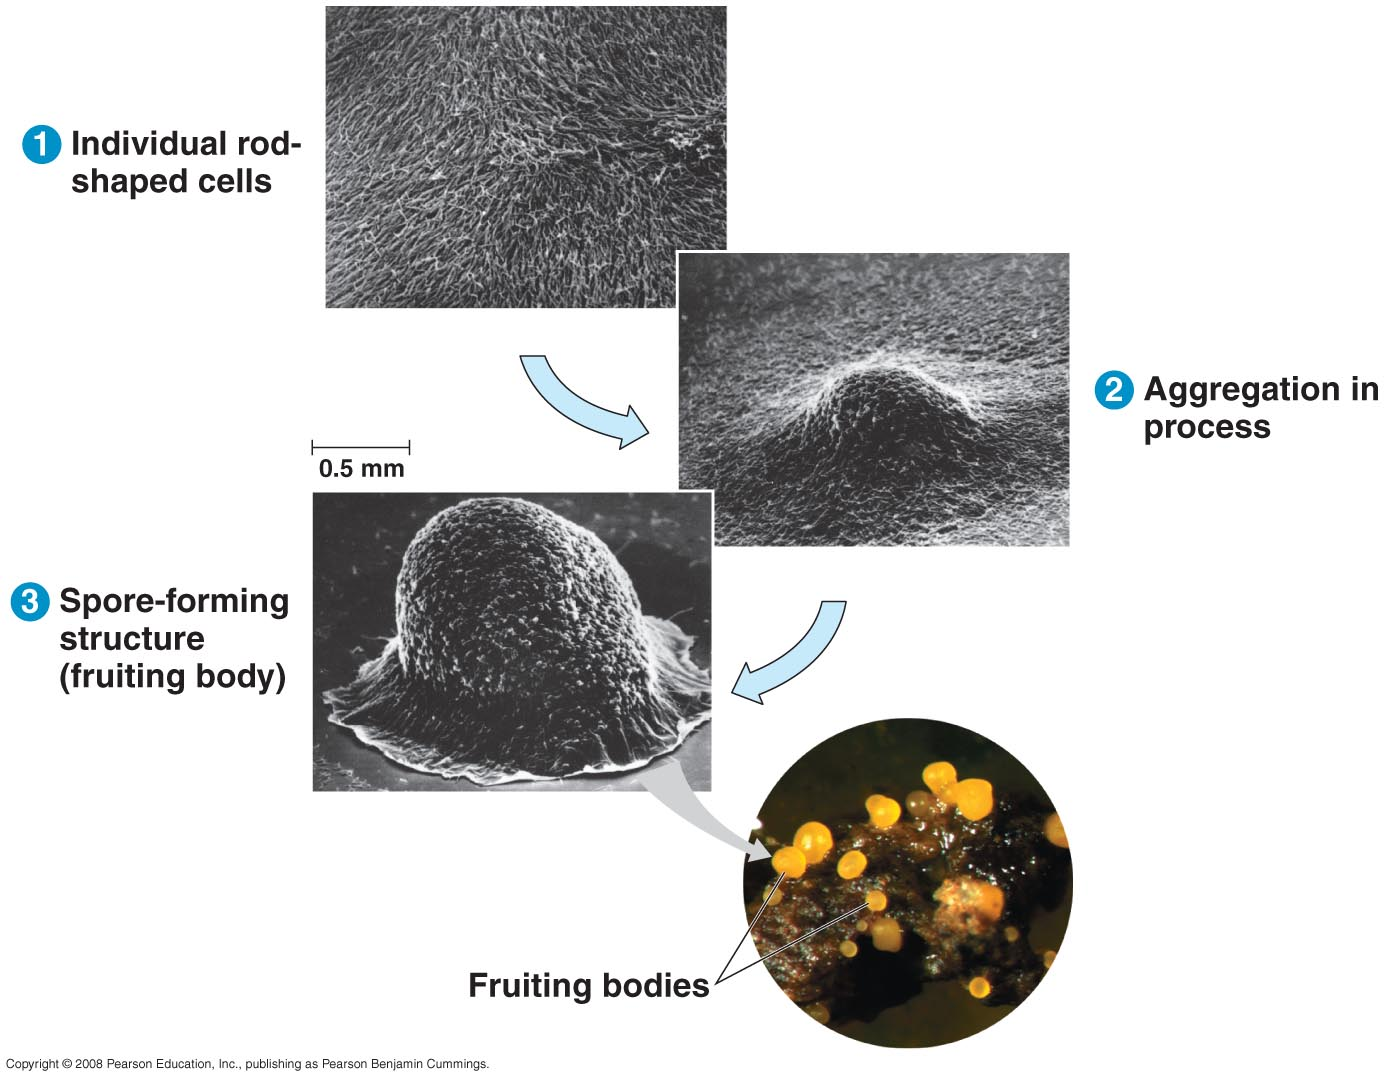 1 Individual rod-
shaped cells
2 Aggregation in
process
0.5 mm
3 Spore-forming
structure
(fruiting body)
Fruiting bodies
Copyright © 2008 Pearson Education, Inc., publishing as Pearson Benjamin Cummings.